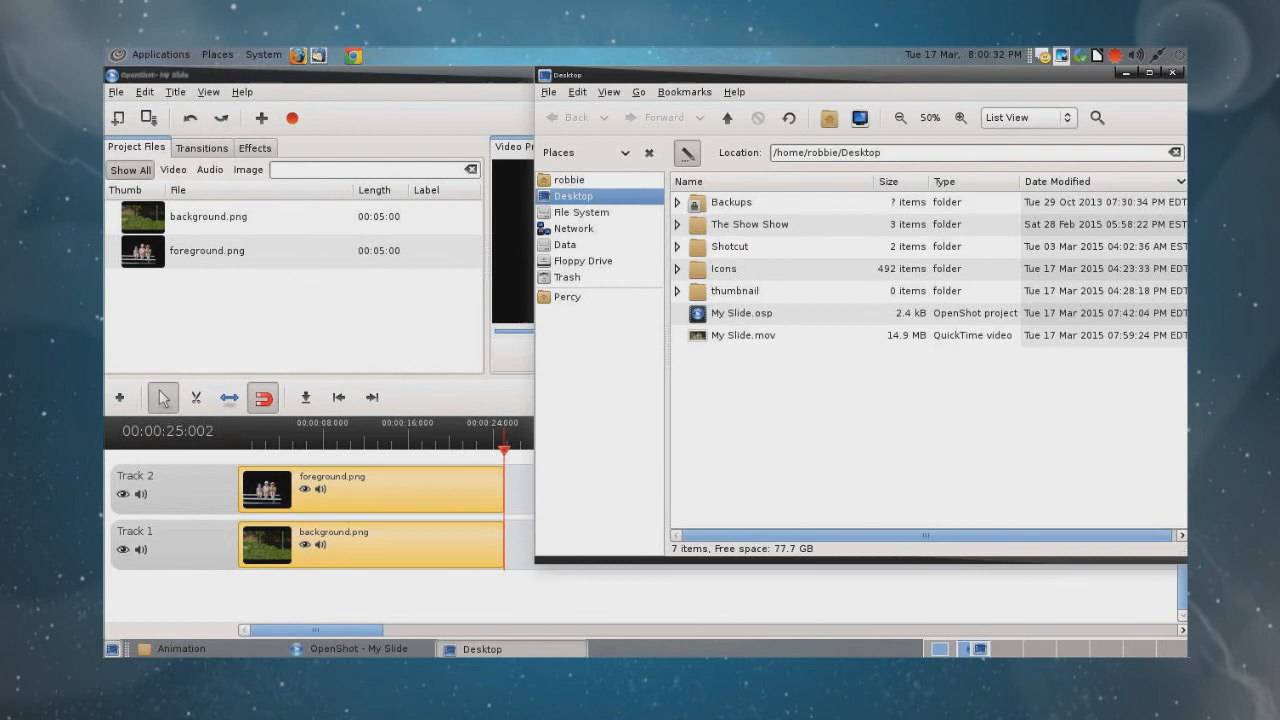 Applications Places System
Tue 17 Mar, 8:00:32 PM
OpenShot - My Slide
File Edit Title View Help
Project Files Transitions Effects
Show All Video Audio Image
Thumb File Length Label
background.png 00:05:00
foreground.png 00:05:00
Video Pr
Desktop
File Edit View Go Bookmarks Help
Back Forward 50% List View
Places Location: /home/robbie/Desktop
robbie
Desktop
File System
Network
Data
Floppy Drive
Trash
Percy
Name Size Type Date Modified
Backups ? items folder Tue 29 Oct 2013 07:30:34 PM EDT
The Show Show 3 items folder Sat 28 Feb 2015 05:58:22 PM EST
Shotcut 2 items folder Tue 03 Mar 2015 04:02:36 AM EST
Icons 492 items folder Tue 17 Mar 2015 04:23:33 PM EDT
thumbnail 0 items folder Tue 17 Mar 2015 04:28:18 PM EDT
My Slide.osp 2.4 kB OpenShot project Tue 17 Mar 2015 07:42:04 PM EDT
My Slide.mov 14.9 MB QuickTime video Tue 17 Mar 2015 07:59:24 PM EDT
7 items, Free space: 77.7 GB
00:00:25:002
00:00:08:000 00:00:16:000 00:00:24:000
Track 2 foreground.png
Track 1 background.png
Animation OpenShot - My Slide Desktop